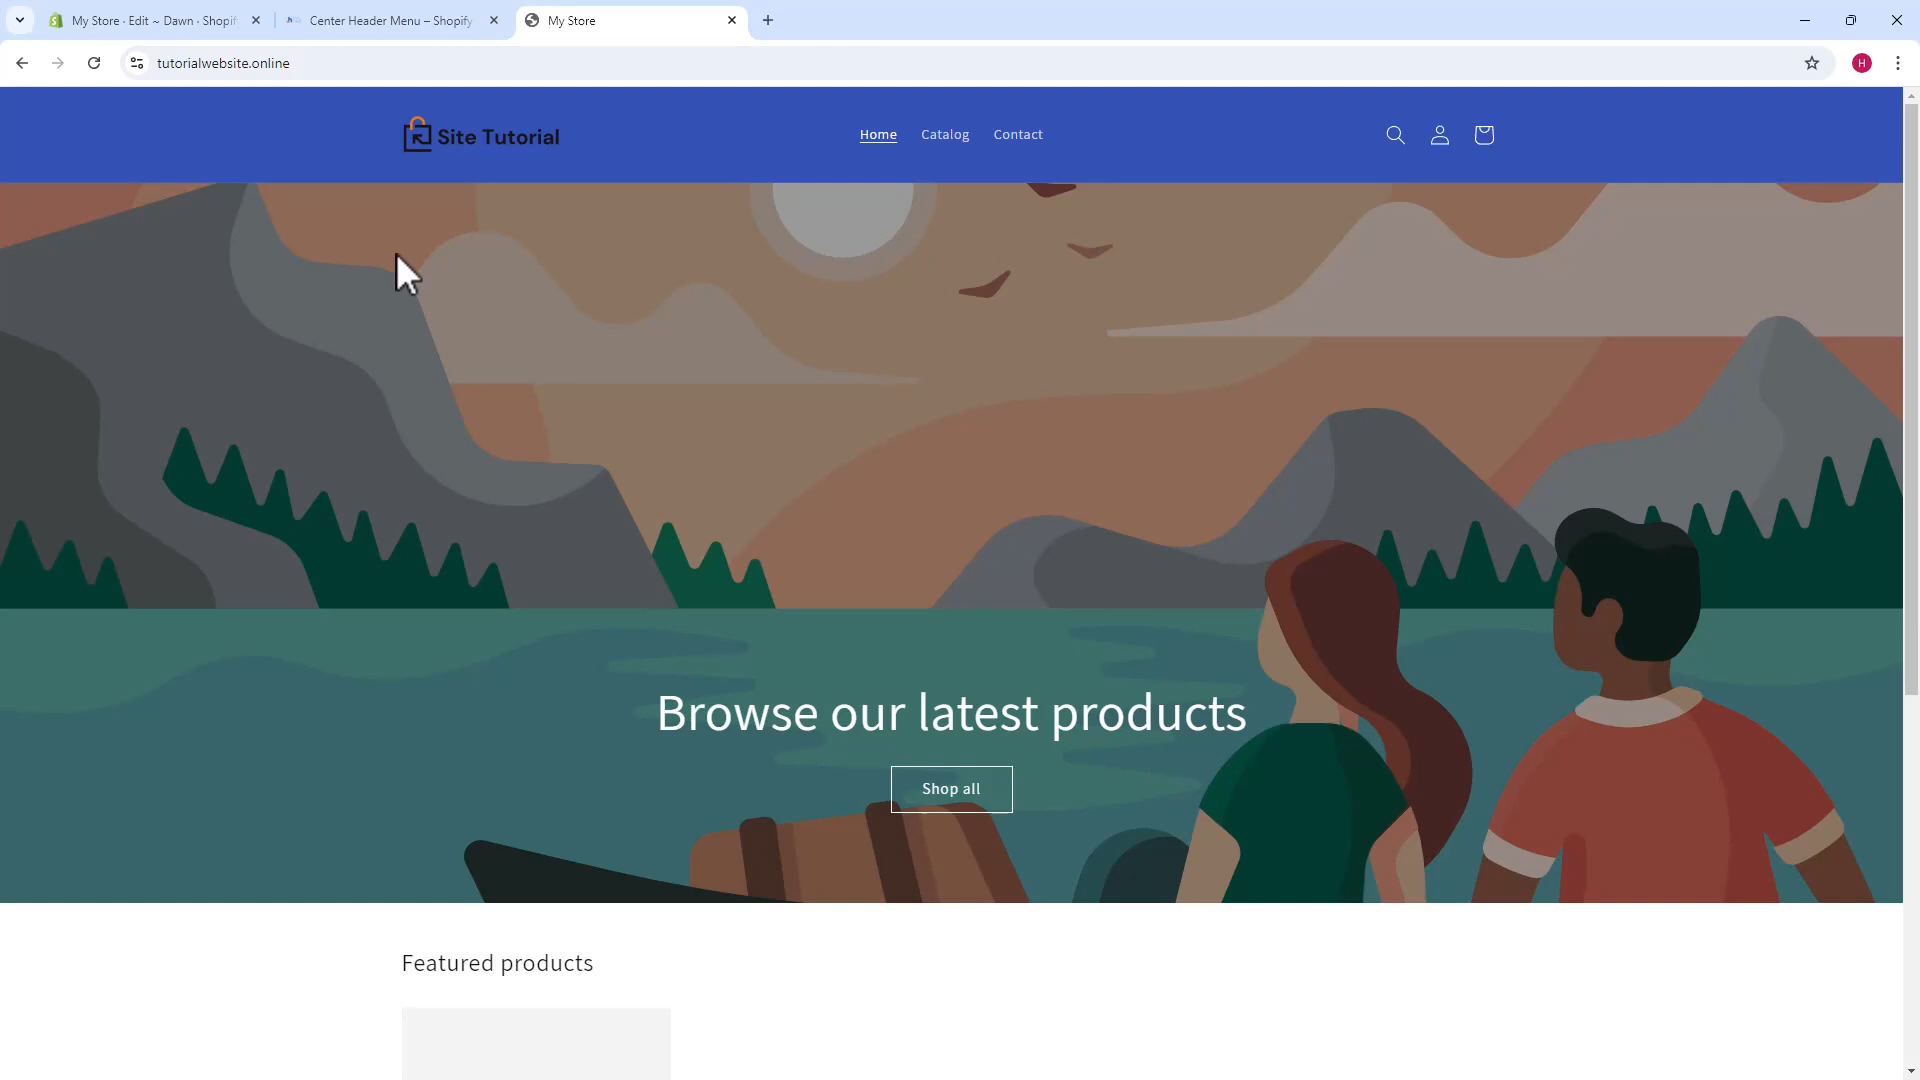 My Store · Edit ~ Dawn · Shopif
Center Header Menu – Shopify
My Store
tutorialwebsite.online
H
Site Tutorial
Home
Catalog
Contact
Browse our latest products
Shop all
Featured products